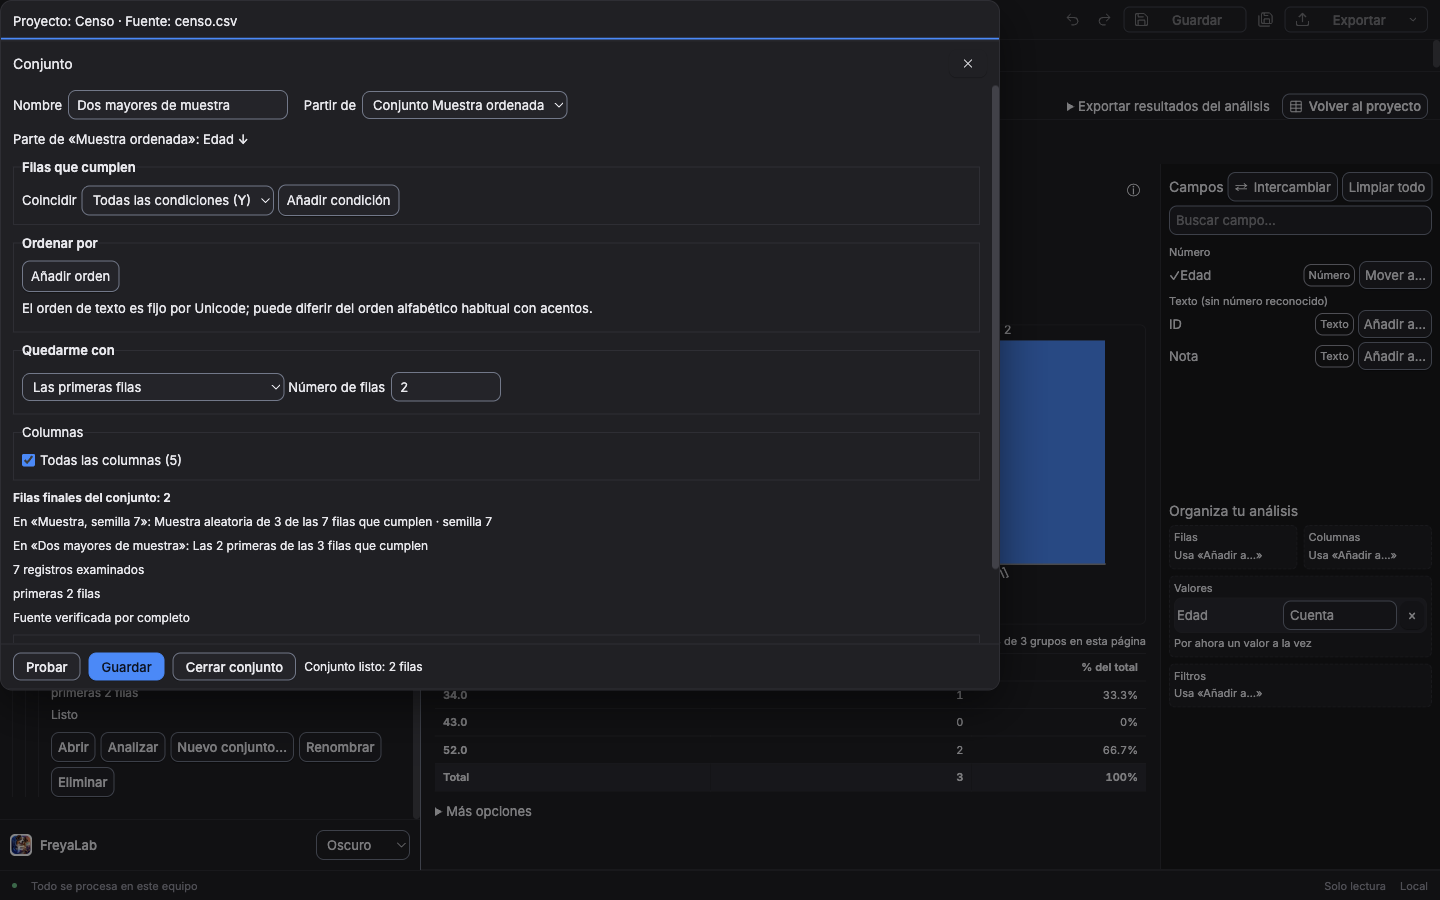 Proyecto: Censo · Fuente: censo.csv
Guardar
Exportar
Conjunto
Nombre Dos mayores de muestra Partir de Conjunto Muestra ordenada
Exportar resultados del análisis Volver al proyecto
Parte de «Muestra ordenada»: Edad ↓
Filas que cumplen
Coincidir Todas las condiciones (Y) Añadir condición
Ordenar por
Añadir orden
El orden de texto es fijo por Unicode; puede diferir del orden alfabético habitual con acentos.
Quedarme con
Las primeras filas Número de filas 2
Columnas
Todas las columnas (5)
Filas finales del conjunto: 2
En «Muestra, semilla 7»: Muestra aleatoria de 3 de las 7 filas que cumplen · semilla 7
En «Dos mayores de muestra»: Las 2 primeras de las 3 filas que cumplen
7 registros examinados
primeras 2 filas
Fuente verificada por completo
Probar Guardar Cerrar conjunto Conjunto listo: 2 filas
primeras 2 filas
Listo
Abrir Analizar Nuevo conjunto... Renombrar
Eliminar
FreyaLab Oscuro
2
de 3 grupos en esta página
% del total
34.0 1 33.3%
43.0 0 0%
52.0 2 66.7%
Total 3 100%
Más opciones
Campos Intercambiar Limpiar todo
Buscar campo...
Número
✓Edad Número Mover a...
Texto (sin número reconocido)
ID Texto Añadir a...
Nota Texto Añadir a...
Organiza tu análisis
Filas Columnas
Usa «Añadir a...» Usa «Añadir a...»
Valores
Edad Cuenta ×
Por ahora un valor a la vez
Filtros
Usa «Añadir a...»
Todo se procesa en este equipo
Solo lectura Local